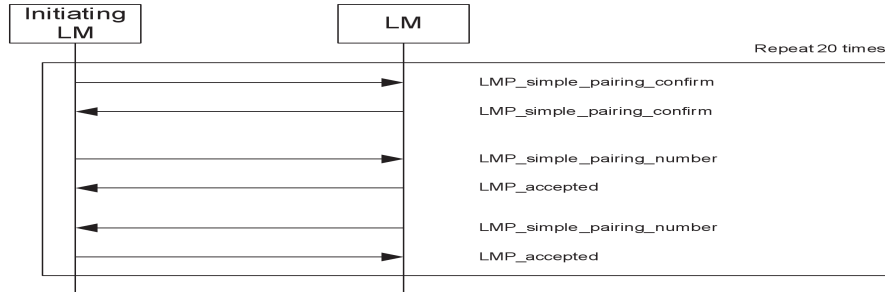 Initiating
LM
LM
Repeat 20 times
LMP_simple_pairing_confirm
LMP_simple_pairing_confirm
LMP_simple_pairing_number
LMP_accepted
LMP_simple_pairing_number
LMP_accepted